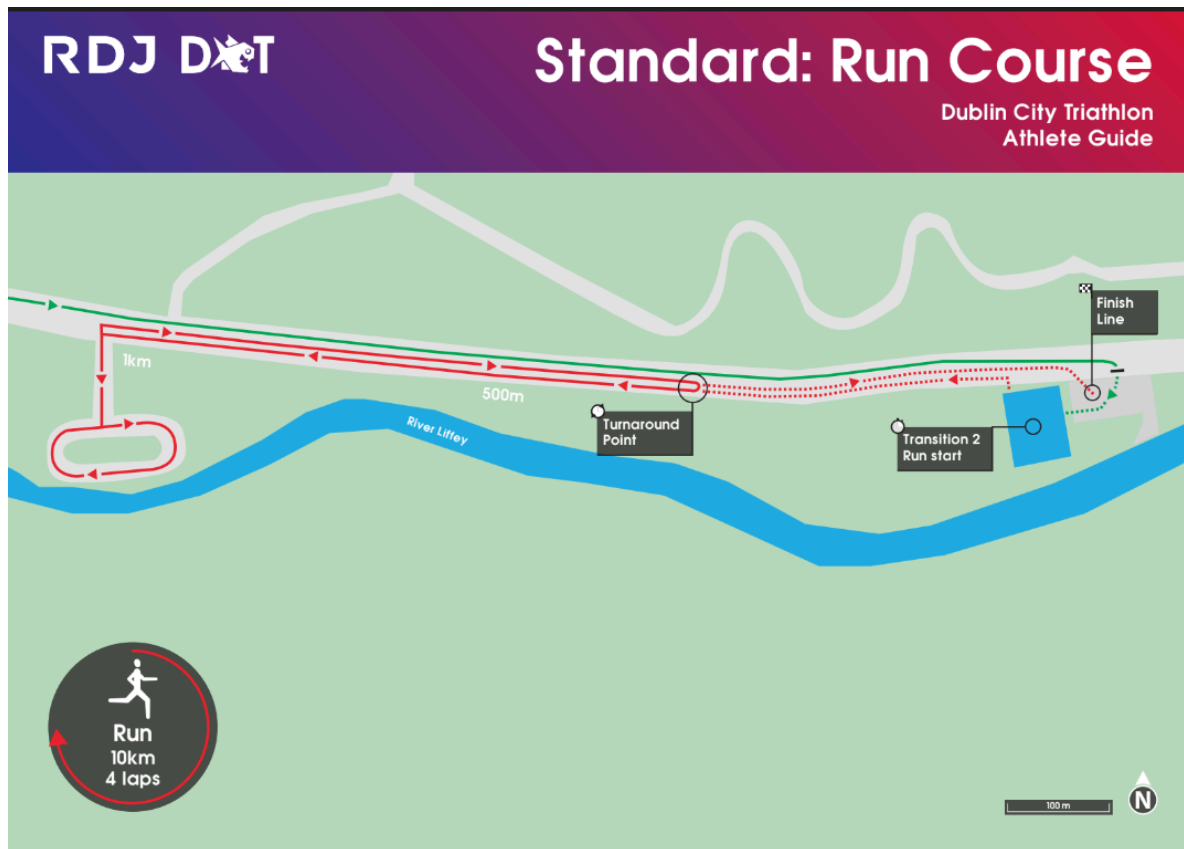 RDJ DCT
Standard: Run Course
Dublin City Triathlon
Athlete Guide
Finish
Line
1km
500m
Turnaround
Point
River Liffey
Transition 2
Run start
Run
10km
4 laps
100 m
N